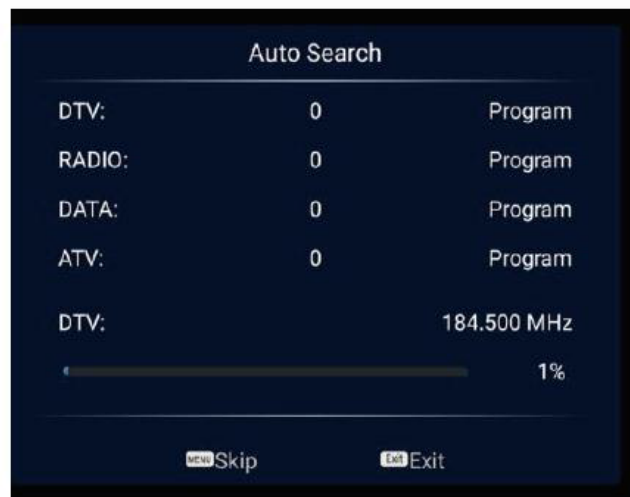 Auto Search
DTV: 0 Program
RADIO: 0 Program
DATA: 0 Program
ATV: 0 Program
DTV: 184.500 MHz
1%
MENU Skip Exit Exit